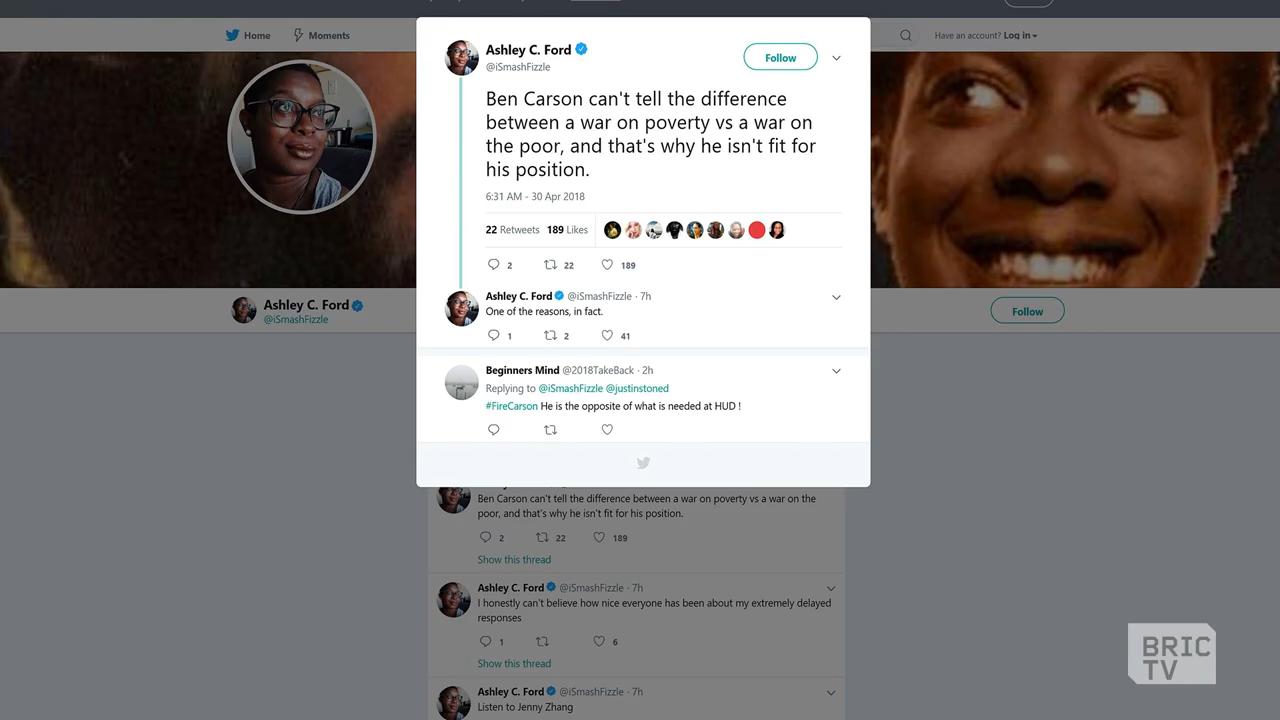 Home
Moments
Have an account? Log in
Ashley C. Ford
@iSmashFizzle
Follow
Ben Carson can't tell the difference
between a war on poverty vs a war on
the poor, and that's why he isn't fit for
his position.
6:31 AM - 30 Apr 2018
22 Retweets 189 Likes
2 22 189
Ashley C. Ford @iSmashFizzle · 7h
One of the reasons, in fact.
1 2 41
Beginners Mind @2018TakeBack · 2h
Replying to @iSmashFizzle @justinstoned
#FireCarson He is the opposite of what is needed at HUD !
Ashley C. Ford
@iSmashFizzle
Follow
Ben Carson can't tell the difference between a war on poverty vs a war on the
poor, and that's why he isn't fit for his position.
2 22 189
Show this thread
Ashley C. Ford @iSmashFizzle · 7h
I honestly can't believe how nice everyone has been about my extremely delayed
responses
1 6
Show this thread
Ashley C. Ford @iSmashFizzle · 7h
Listen to Jenny Zhang
BRIC
TV